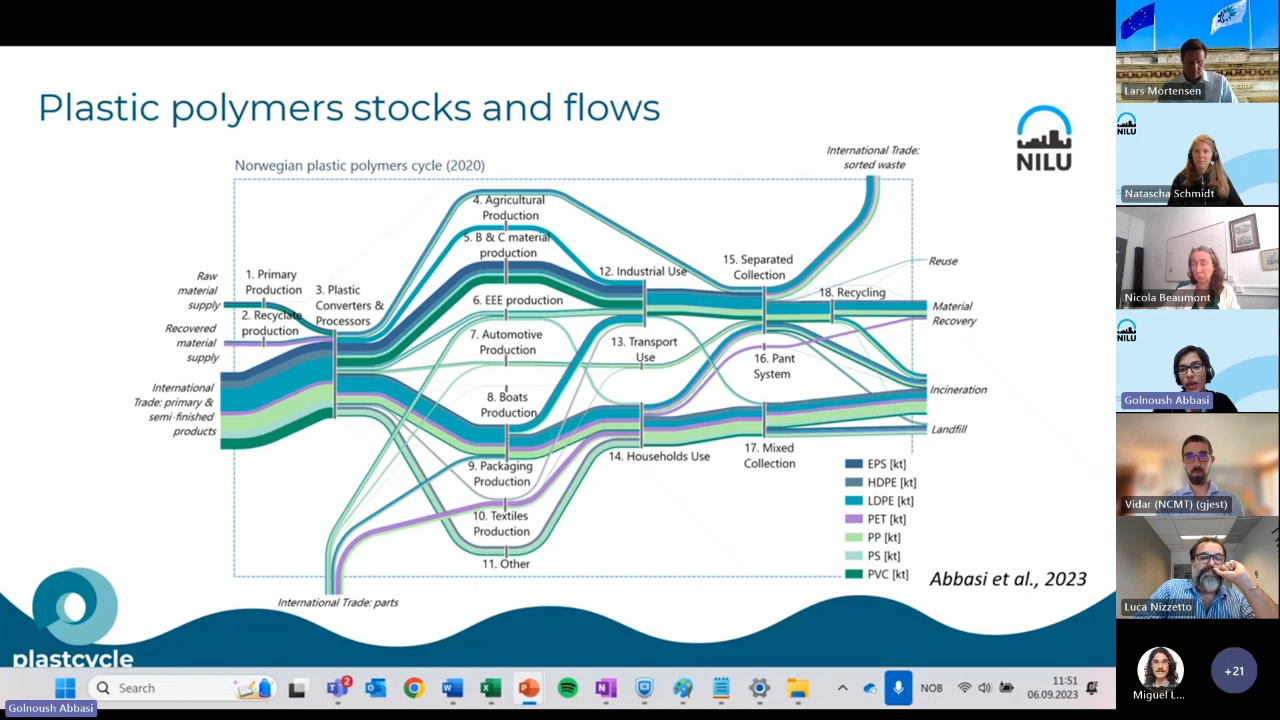 Plastic polymers stocks and flows
NILU
Norwegian plastic polymers cycle (2020)
International Trade:
sorted waste
4. Agricultural
Production
5. B & C material
production
12. Industrial Use
15. Separated
Collection
Reuse
Raw
material
supply
1. Primary
Production
3. Plastic
Converters &
Processors
2. Recyclate
production
6. EEE production
18. Recycling
Material
Recovery
Recovered
material
supply
7. Automotive
Production
13. Transport
Use
16. Pant
System
International
Trade: primary &
semi-finished
products
8. Boats
Production
Incineration
Landfill
9. Packaging
Production
14. Households Use
17. Mixed
Collection
10. Textiles
Production
11. Other
International Trade: parts
EPS [kt]
HDPE [kt]
LDPE [kt]
PET [kt]
PP [kt]
PS [kt]
PVC [kt]
Abbasi et al., 2023
plastcycle
Search
2
NOB
11:51
06.09.2023
Golnoush Abbasi
Lars Mortensen
NILU
Natascha Schmidt
Nicola Beaumont
NILU
Golnoush Abbasi
Vidar (NCMT) (gjest)
Luca Nizzetto
Miguel L...
+21